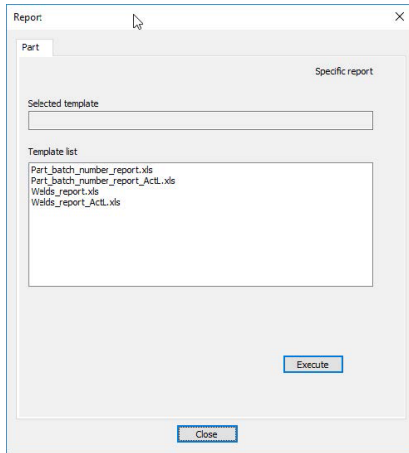 Report:
Part
Specific report
Selected template
Template list
Part_batch_number_report.xls
Part_batch_number_report_ActL.xls
Welds_report.xls
Welds_report_ActL.xls
Execute
Close